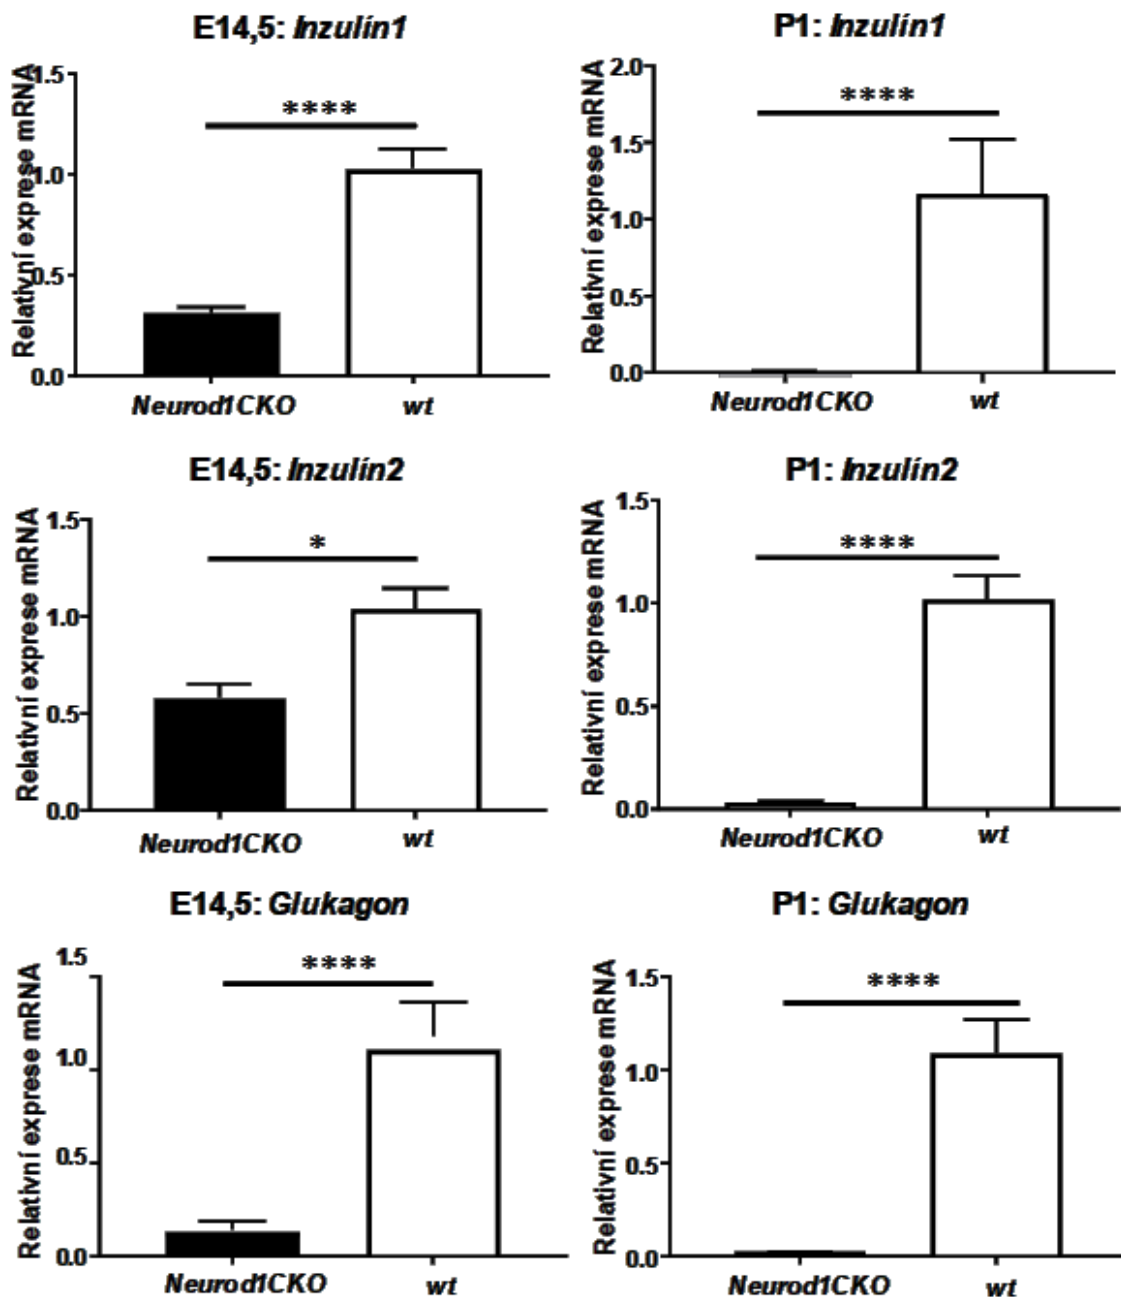 E14,5: Inzulín1
Relativní exprese mRNA
1.5
1.0
0.5
0.0
****
Neurod1CKO
wt
P1: Inzulín1
Relativní exprese mRNA
2.0
1.5
1.0
0.5
0.0
****
Neurod1CKO
wt
E14,5: Inzulín2
Relativní exprese mRNA
1.5
1.0
0.5
0.0
*
Neurod1CKO
wt
P1: Inzulín2
Relativní exprese mRNA
1.5
1.0
0.5
0.0
****
Neurod1CKO
wt
E14,5: Glukagon
Relativní exprese mRNA
1.5
1.0
0.5
0.0
****
Neurod1CKO
wt
P1: Glukagon
Relativní exprese mRNA
1.5
1.0
0.5
0.0
****
Neurod1CKO
wt